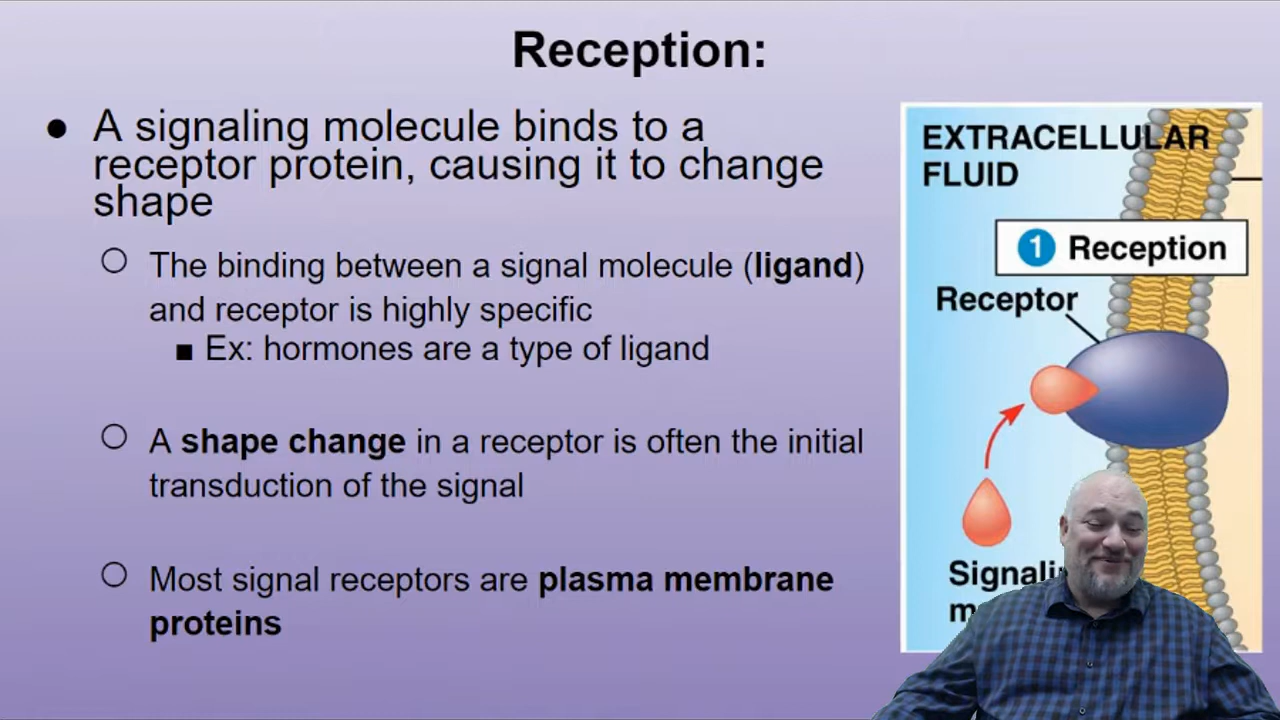 Reception:
● A signaling molecule binds to a
receptor protein, causing it to change
shape
○ The binding between a signal molecule (ligand)
and receptor is highly specific
■ Ex: hormones are a type of ligand
○ A shape change in a receptor is often the initial
transduction of the signal
○ Most signal receptors are plasma membrane
proteins
EXTRACELLULAR
FLUID
1 Reception
Receptor